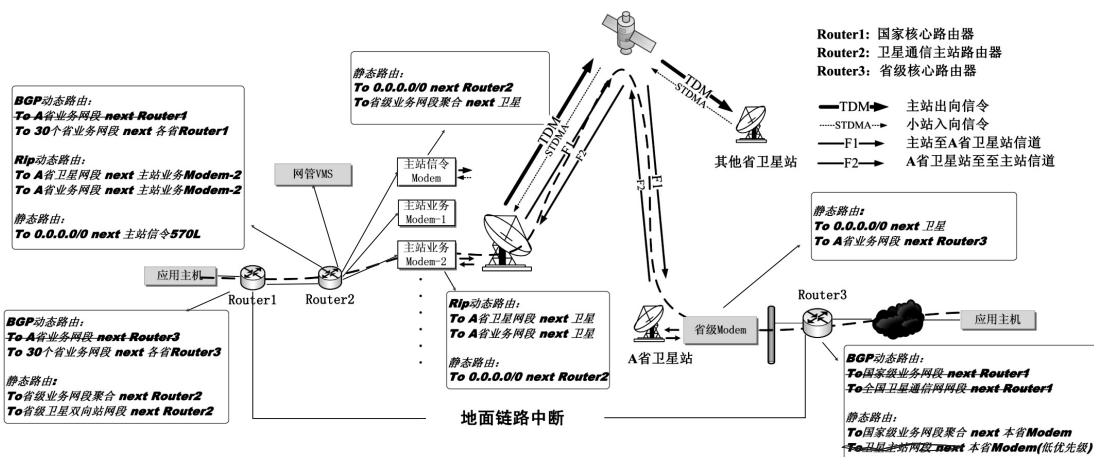 Router1: 国家核心路由器
Router2: 卫星通信主站路由器
Router3: 省级核心路由器
TDM 主站出向信令
STDMA 小站入向信令
F1 主站至A省卫星站信道
F2 A省卫星站至至主站信道
静态路由:
To 0.0.0.0/0 next Router2
To省级业务网段聚合 next 卫星
BGP动态路由:
To A省业务网段 next Router1
To 30个省业务网段 next 各省Router1
Rip动态路由:
To A省卫星网段 next 主站业务Modem-2
To A省业务网段 next 主站业务Modem-2
静态路由:
To 0.0.0.0/0 next 主站信令570L
网管VMS
主站信令
Modem
主站业务
Modem-1
主站业务
Modem-2
TDM
STDMA
F1
F2
TDM
STDMA
F2
F1
其他省卫星站
静态路由:
To 0.0.0.0/0 next 卫星
To A省业务网段 next Router3
应用主机
Router1
Router2
Rip动态路由:
To A省卫星网段 next 卫星
To A省业务网段 next 卫星
静态路由:
To 0.0.0.0/0 next Router2
A省卫星站
省级Modem
Router3
应用主机
BGP动态路由:
To A省业务网段 next Router3
To 30个省业务网段 next 各省Router3
静态路由:
To省级业务网段聚合 next Router2
To省级卫星双向站网段 next Router2
地面链路中断
BGP动态路由:
To国家级业务网段 next Router1
To全国卫星通信网网段 next Router1
静态路由:
To国家级业务网段聚合 next 本省Modem
To卫星主站网段 next 本省Modem(低优先级)